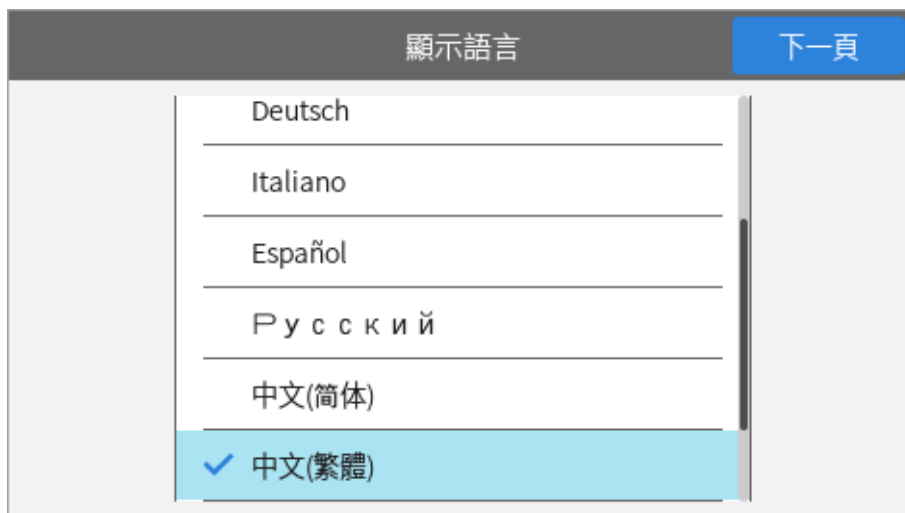 顯示語言
下一頁
Deutsch
Italiano
Español
Русский
中文(简体)
中文(繁體)